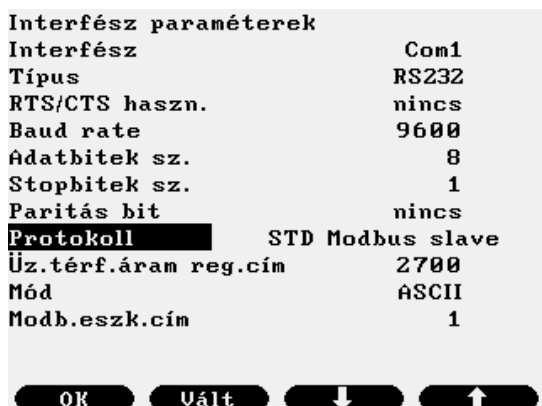 Interfész paraméterek
Interfész Com1
Típus RS232
RTS/CTS haszn. nincs
Baud rate 9600
Adatbitek sz. 8
Stopbitek sz. 1
Paritás bit nincs
Protokoll STD Modbus slave
Üz.térf.áram reg.cím 2700
Mód ASCII
Modb.eszk.cím 1
OK Vált ↓ ↑